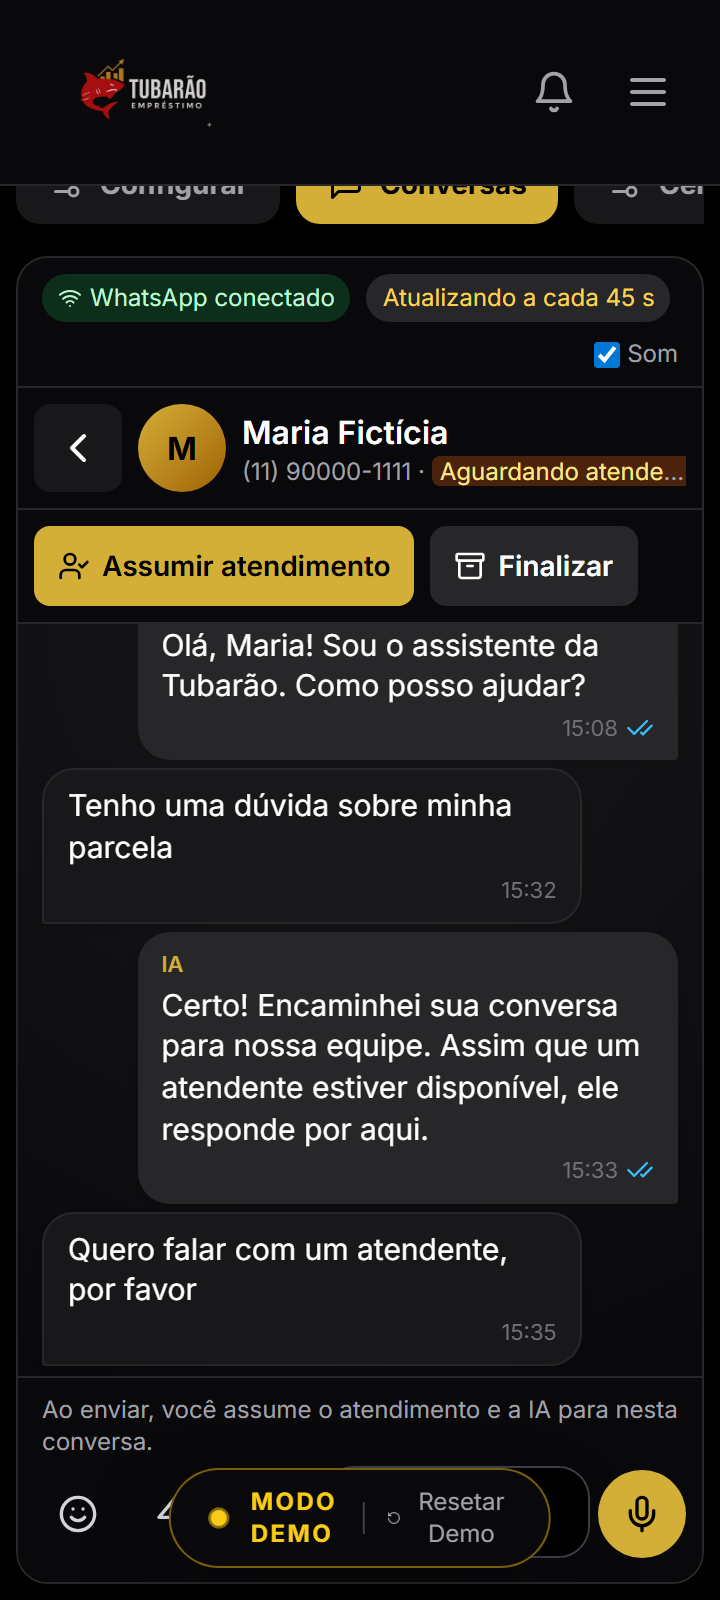 TUBARÃO
EMPRÉSTIMO
Configurar Conversas
WhatsApp conectado Atualizando a cada 45 s
Som
M Maria Fictícia
(11) 90000-1111 · Aguardando atende...
Assumir atendimento Finalizar
Olá, Maria! Sou o assistente da
Tubarão. Como posso ajudar?
15:08
Tenho uma dúvida sobre minha
parcela
15:32
IA
Certo! Encaminhei sua conversa
para nossa equipe. Assim que um
atendente estiver disponível, ele
responde por aqui.
15:33
Quero falar com um atendente,
por favor
15:35
Ao enviar, você assume o atendimento e a IA para nesta
conversa.
MODO
DEMO
Resetar
Demo